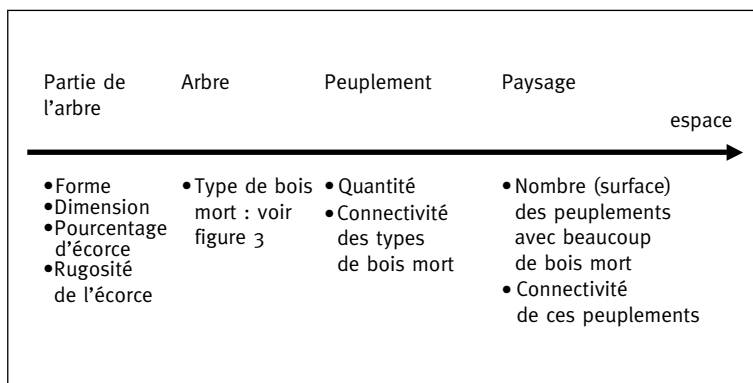 Partie de
l'arbre
Arbre
Peuplement
Paysage
espace
•Forme
•Dimension
•Pourcentage
d'écorce
•Rugosité
de l'écorce
•Type de bois
mort : voir
figure 3
•Quantité
•Connectivité
des types
de bois mort
•Nombre (surface)
des peuplements
avec beaucoup
de bois mort
•Connectivité
de ces peuplements